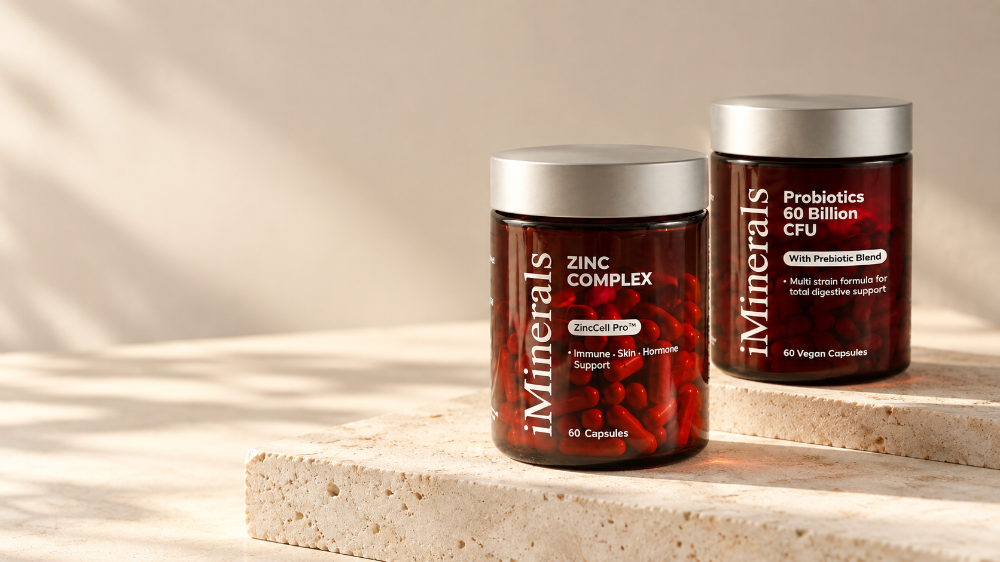 iMinerals
ZINC
COMPLEX
ZincCell Pro™
• Immune • Skin • Hormone
Support
60 Capsules
iMinerals
Probiotics
60 Billion
CFU
With Prebiotic Blend
• Multi strain formula for
total digestive support
60 Vegan Capsules